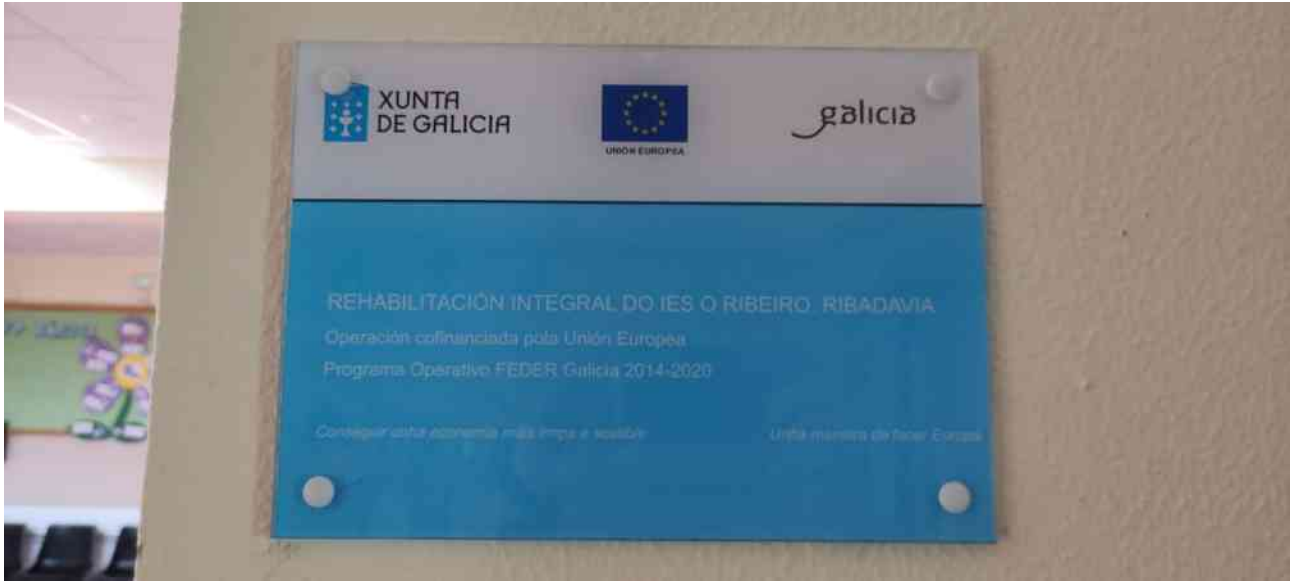 XUNTA
DE GALICIA
UNIÓN EUROPEA
galicia
REHABILITACIÓN INTEGRAL DO IES O RIBEIRO. RIBADAVIA
Operación cofinanciada pola Unión Europea
Programa Operativo FEDER Galicia 2014-2020
Conseguir unha economía máis limpa e sostible
Unha maneira de facer Europa